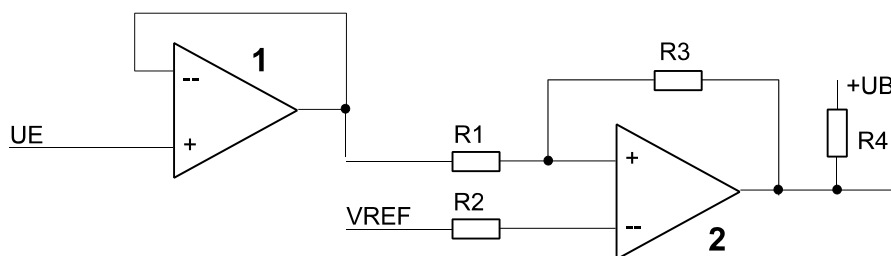 1
--
+
UE
R3
+UB
R4
R1
+
R2
VREF
--
2